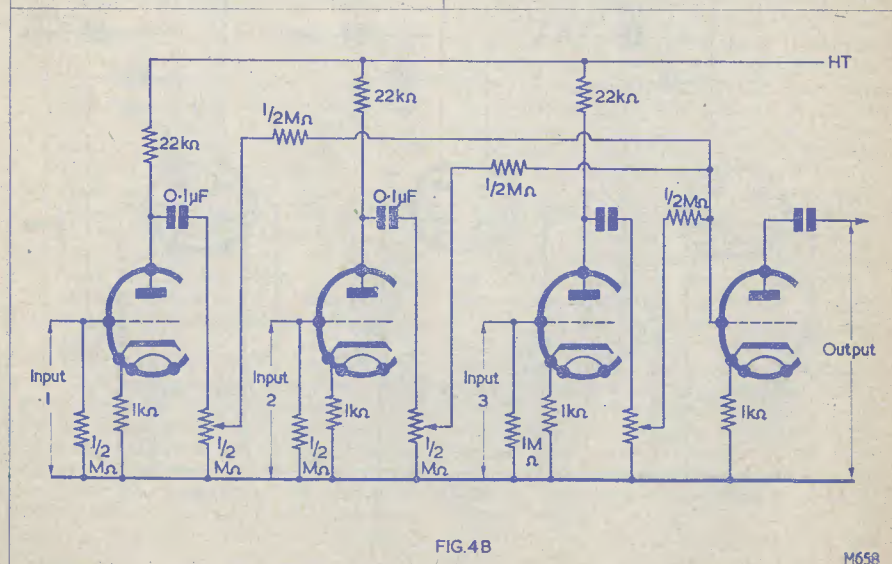 HT
22kΩ
22kΩ
22kΩ
1/2MΩ
1/2MΩ
1/2MΩ
0·1µF
0·1µF
Input
1
Input
2
Input
3
Output
1/2
MΩ
1kΩ
1/2
MΩ
1/2
MΩ
1kΩ
1/2
MΩ
1M
Ω
1kΩ
1kΩ
FIG.4B
M658